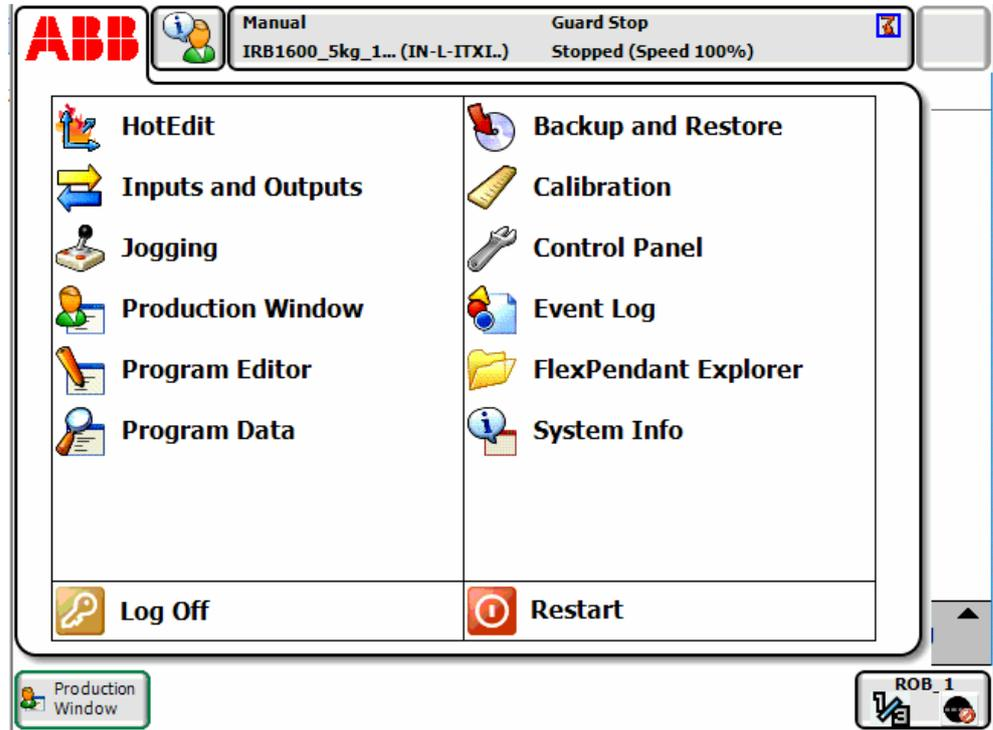 ABB
Manual
Guard Stop
IRB1600_5kg_1... (IN-L-ITXI..)
Stopped (Speed 100%)
HotEdit
Backup and Restore
Inputs and Outputs
Calibration
Jogging
Control Panel
Production Window
Event Log
Program Editor
FlexPendant Explorer
Program Data
System Info
Log Off
Restart
Production
Window
ROB_1
1/3